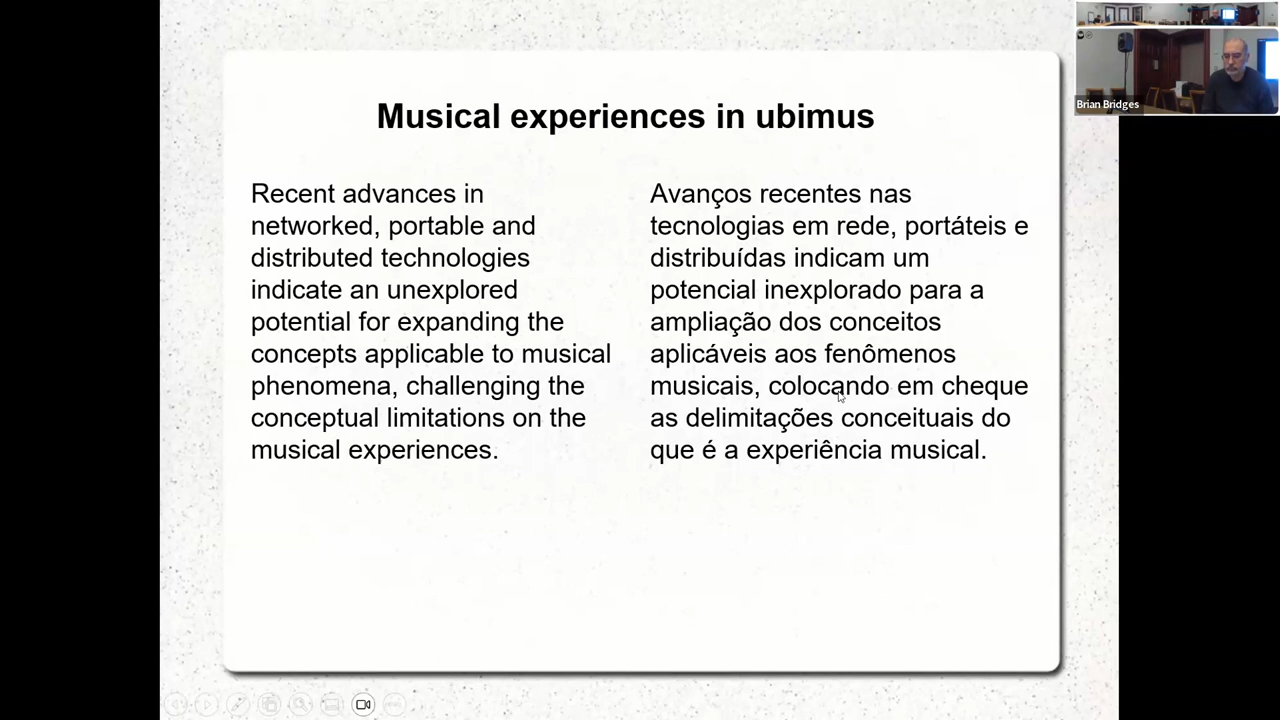 Musical experiences in ubimus
Recent advances in
networked, portable and
distributed technologies
indicate an unexplored
potential for expanding the
concepts applicable to musical
phenomena, challenging the
conceptual limitations on the
musical experiences.
Avanços recentes nas
tecnologias em rede, portáteis e
distribuídas indicam um
potencial inexplorado para a
ampliação dos conceitos
aplicáveis aos fenômenos
musicais, colocando em cheque
as delimitações conceituais do
que é a experiência musical.
Brian Bridges